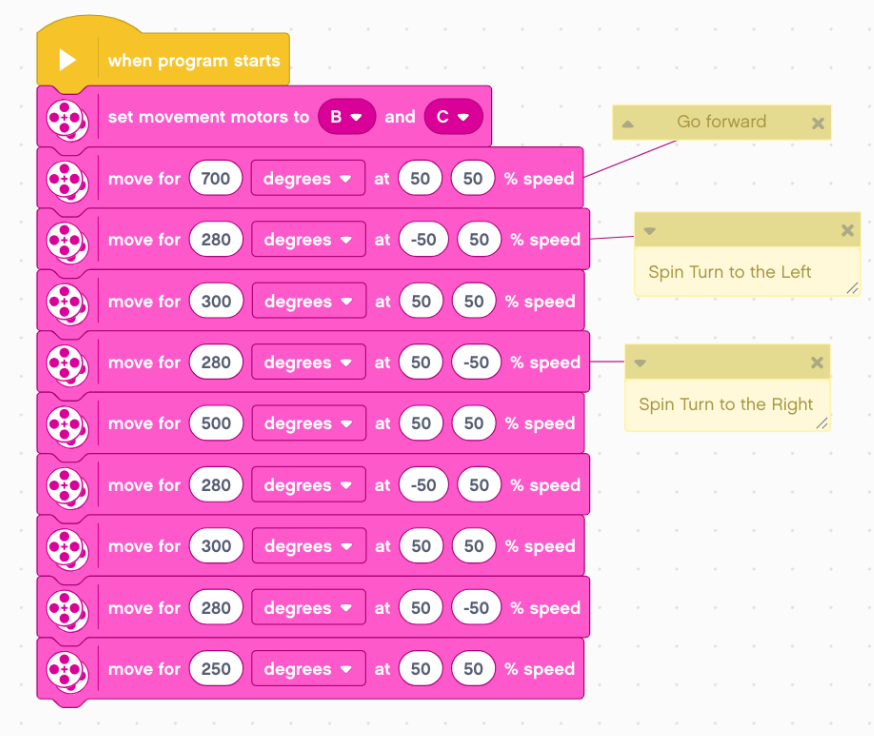 when program starts
set movement motors to B and C
Go forward
move for 700 degrees at 50 50 % speed
move for 280 degrees at -50 50 % speed
Spin Turn to the Left
move for 300 degrees at 50 50 % speed
move for 280 degrees at 50 -50 % speed
Spin Turn to the Right
move for 500 degrees at 50 50 % speed
move for 280 degrees at -50 50 % speed
move for 300 degrees at 50 50 % speed
move for 280 degrees at 50 -50 % speed
move for 250 degrees at 50 50 % speed